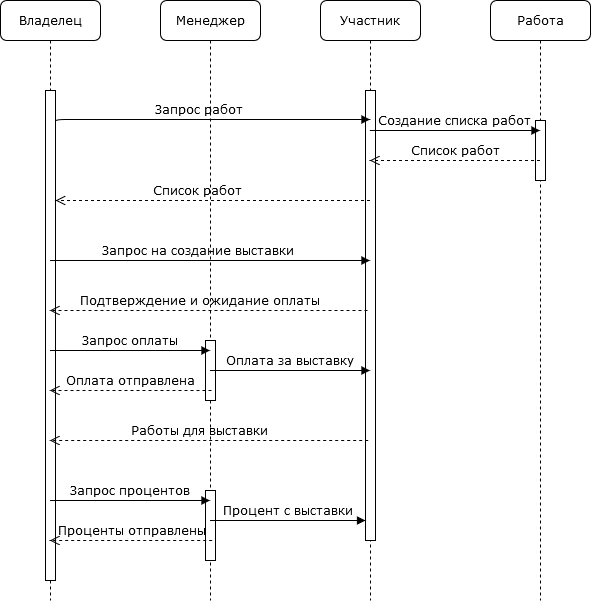 Владелец
Менеджер
Участник
Работа
Запрос работ
Создание списка работ
Список работ
Список работ
Запрос на создание выставки
Подтверждение и ожидание оплаты
Запрос оплаты
Оплата за выставку
Оплата отправлена
Работы для выставки
Запрос процентов
Процент с выставки
Проценты отправлены